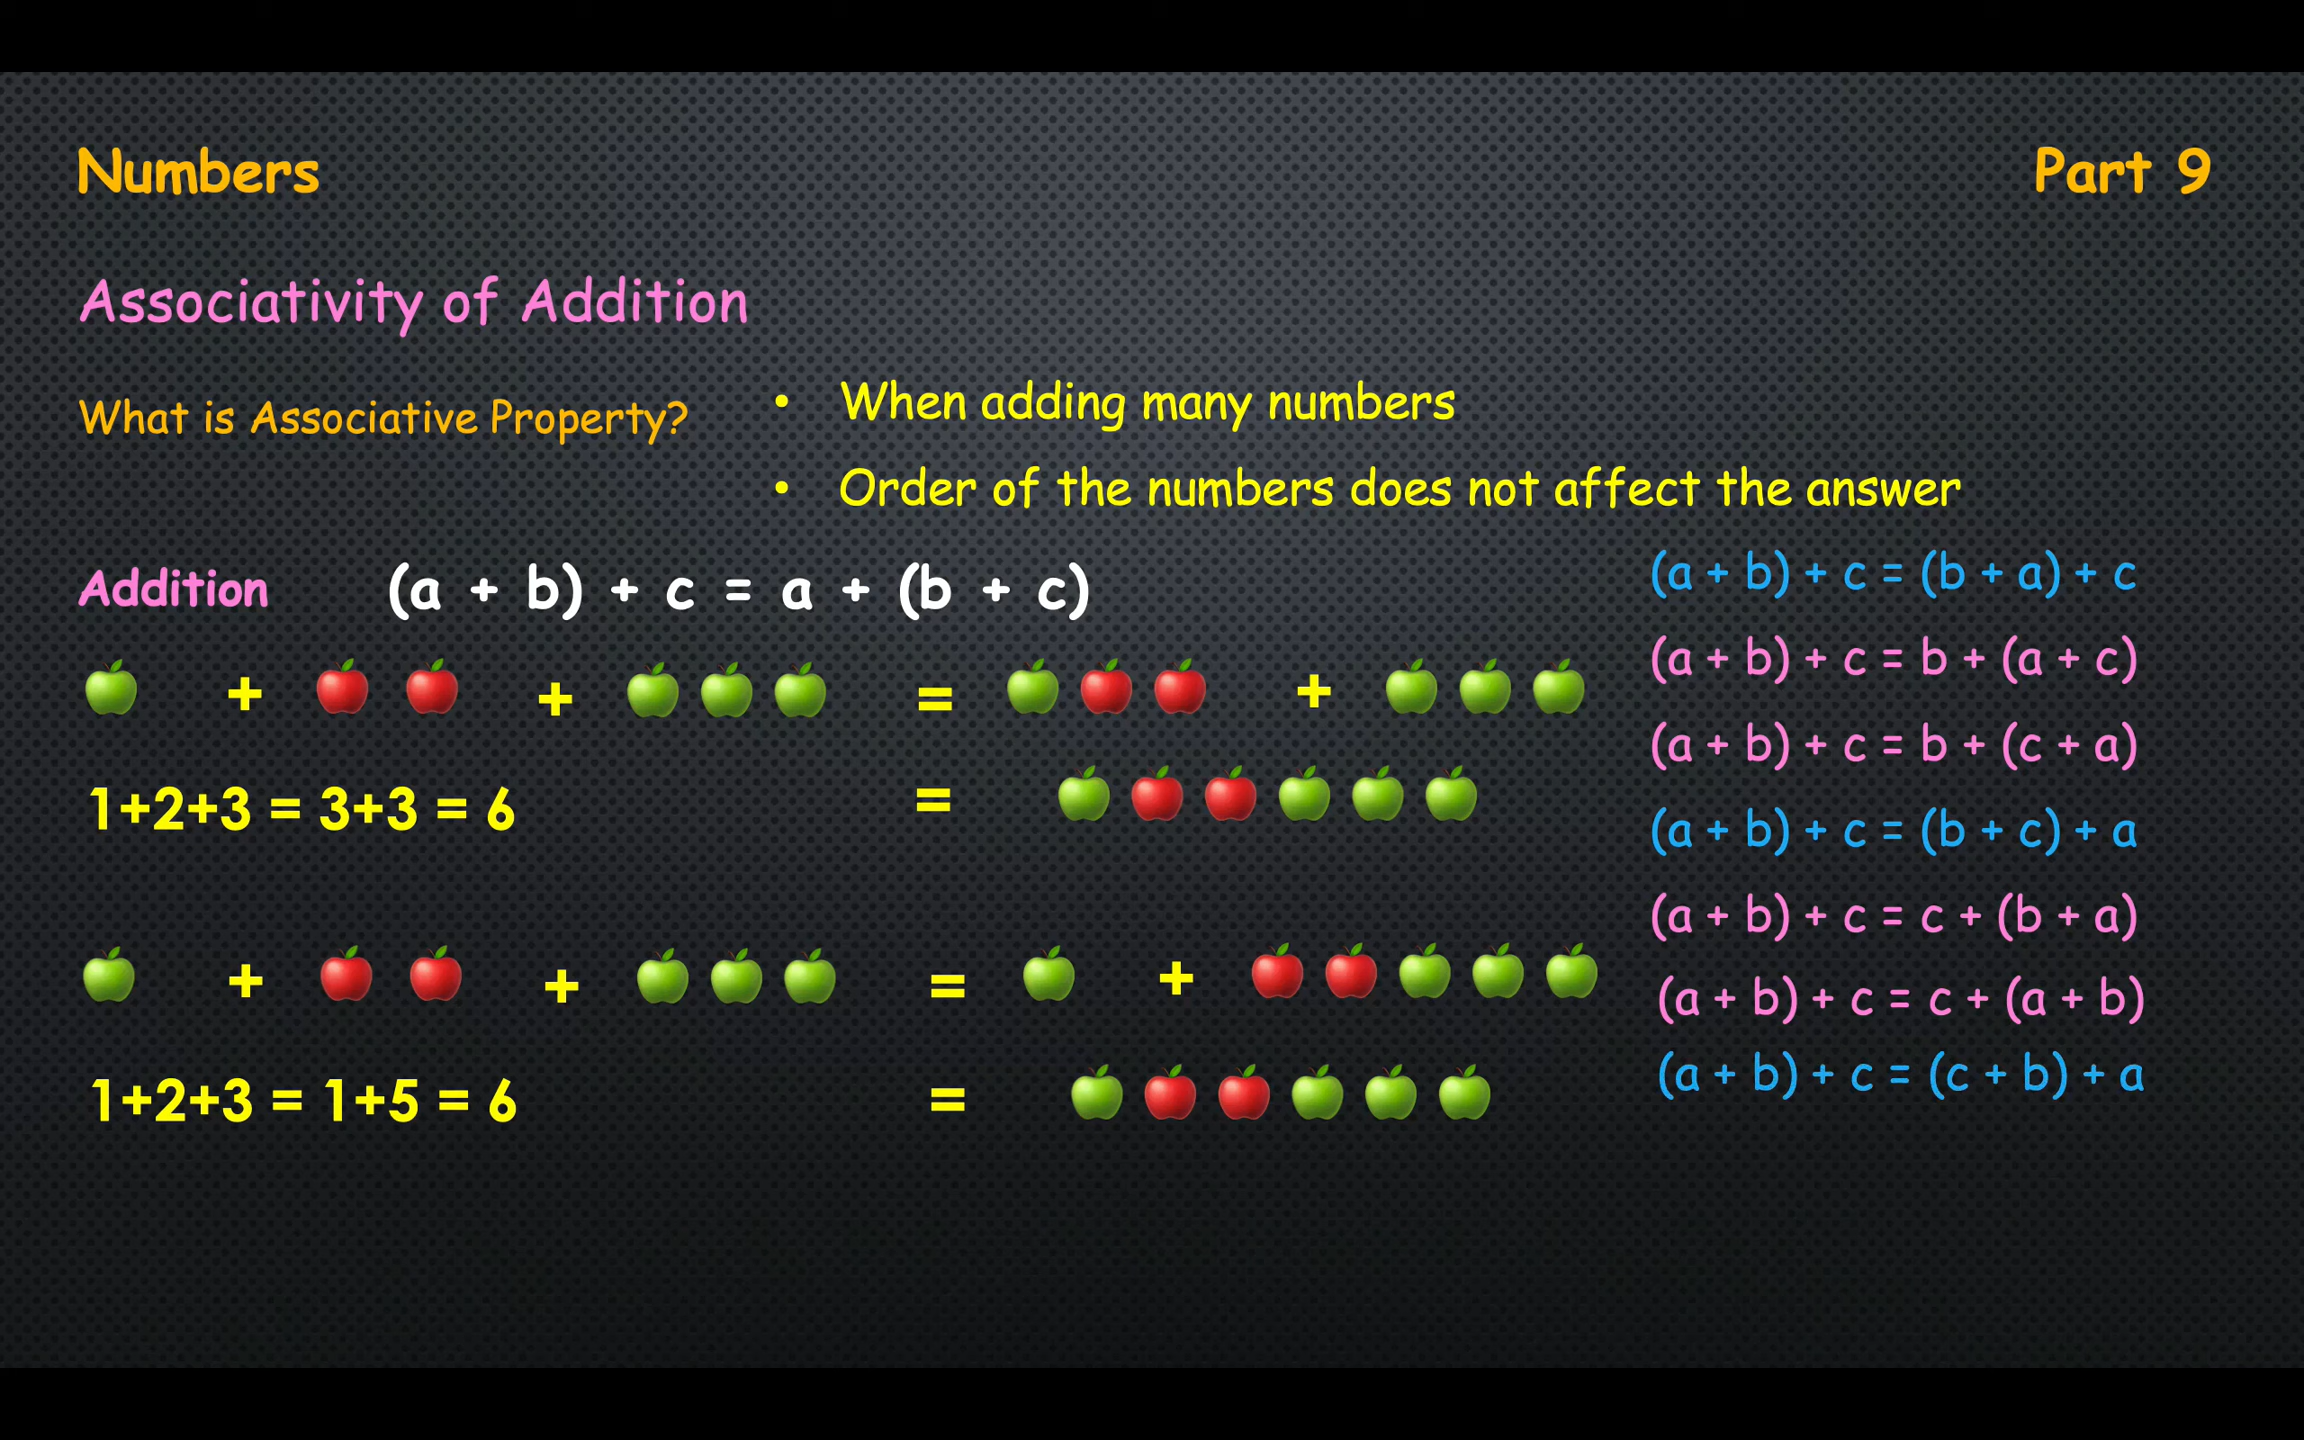 Numbers
Part 9
Associativity of Addition
What is Associative Property?
• When adding many numbers
• Order of the numbers does not affect the answer
Addition (a + b) + c = a + (b + c)
+ + = +
=
1+2+3 = 3+3 = 6
+ + = +
=
1+2+3 = 1+5 = 6
(a + b) + c = (b + a) + c
(a + b) + c = b + (a + c)
(a + b) + c = b + (c + a)
(a + b) + c = (b + c) + a
(a + b) + c = c + (b + a)
(a + b) + c = c + (a + b)
(a + b) + c = (c + b) + a